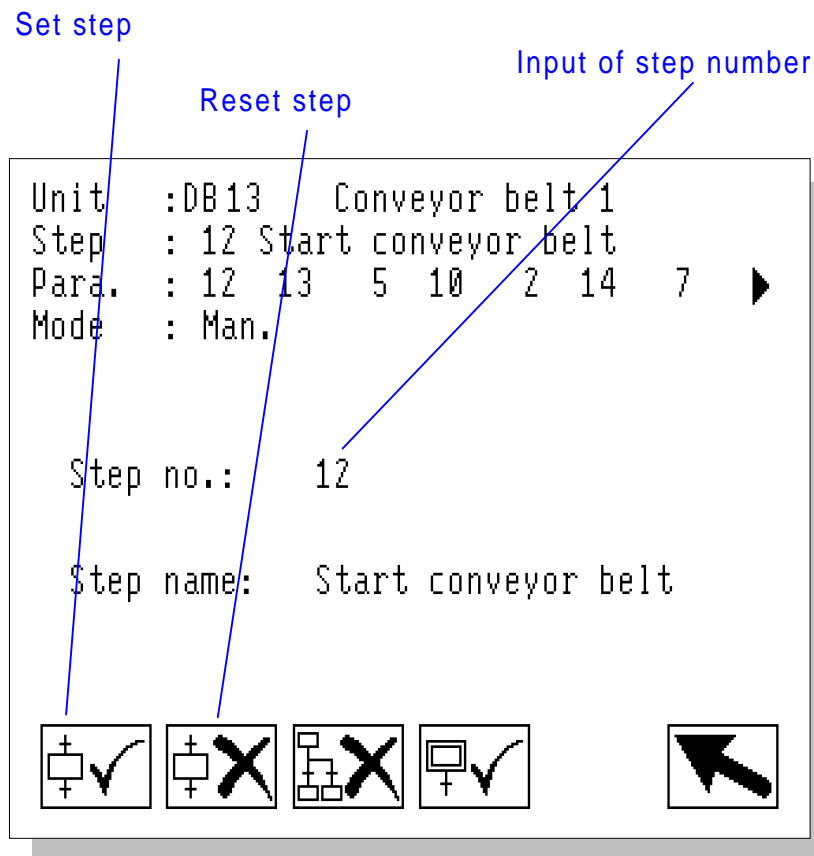 Set step
Input of step number
Reset step
Unit :DB13 Conveyor belt 1
Step : 12 Start conveyor belt
Para. : 12 13 5 10 2 14 7
Mode : Man.
Step no.: 12
Step name: Start conveyor belt